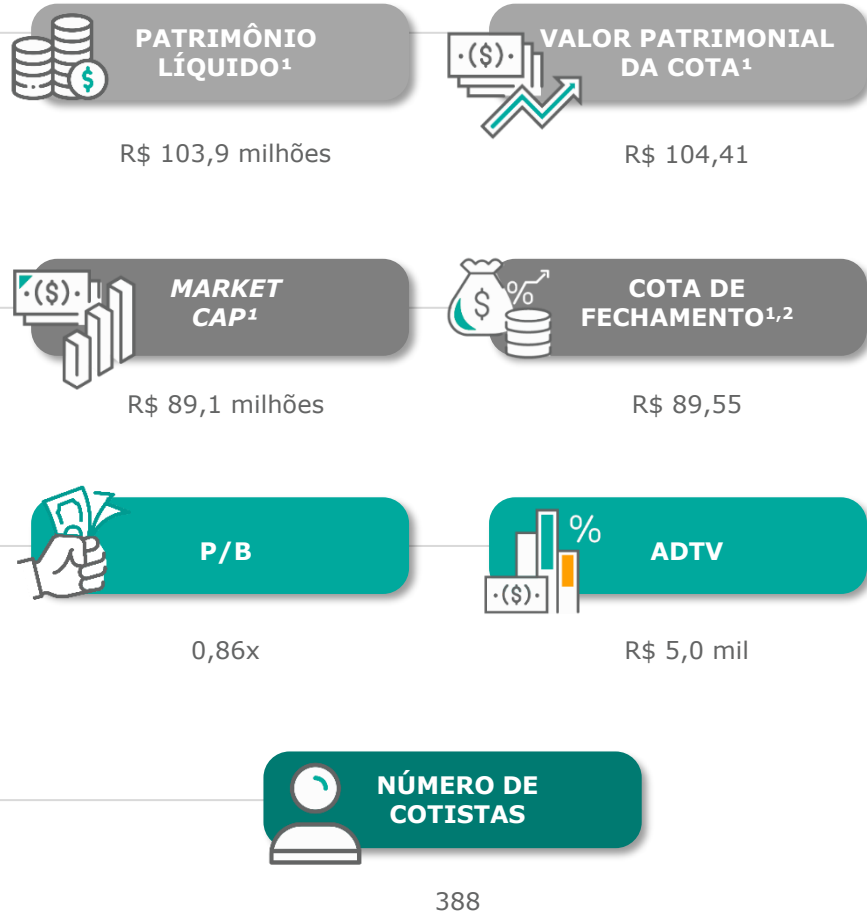 PATRIMÔNIO
LÍQUIDO¹
R$ 103,9 milhões
($)
VALOR PATRIMONIAL
DA COTA¹
R$ 104,41
($)
MARKET
CAP¹
R$ 89,1 milhões
$
%
COTA DE
FECHAMENTO¹,²
R$ 89,55
P/B
0,86x
%
($)
ADTV
R$ 5,0 mil
NÚMERO DE
COTISTAS
388